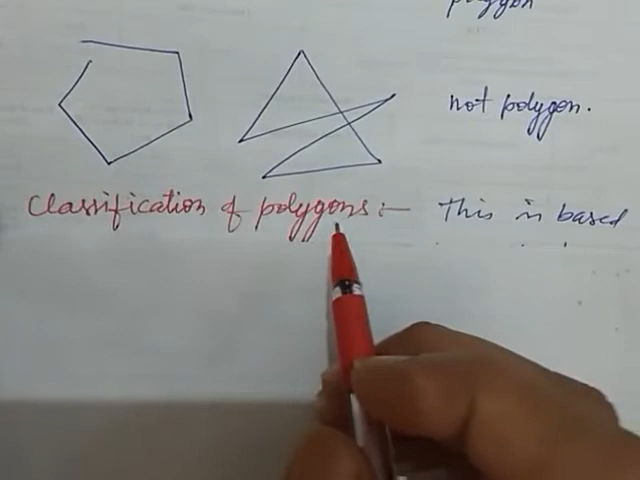 polygon
not polygon.
Classification of polygons :- This is based